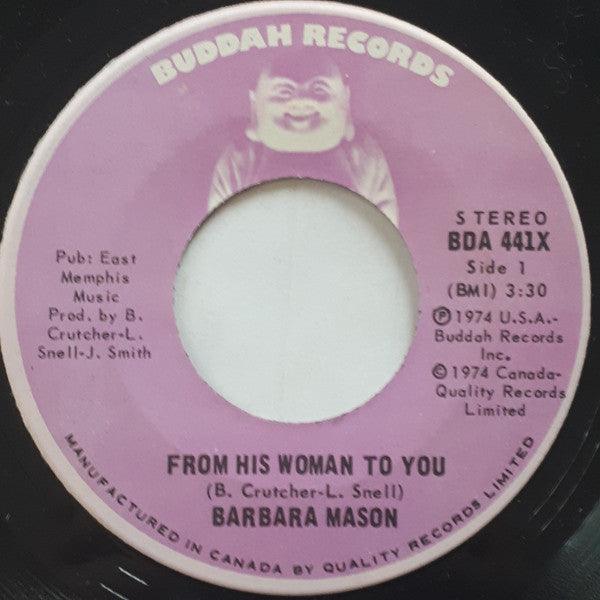 BUDDAH RECORDS
STEREO
BDA 441X
Side 1
(BMI) 3:30
Ⓟ1974 U.S.A.-
Buddah Records
Inc.
©1974 Canada-
Quality Records
Limited
Pub: East
Memphis
Music
Prod. by B.
Crutcher-L.
Snell-J. Smith
FROM HIS WOMAN TO YOU
(B. Crutcher-L. Snell)
BARBARA MASON
MANUFACTURED IN CANADA BY QUALITY RECORDS LIMITED